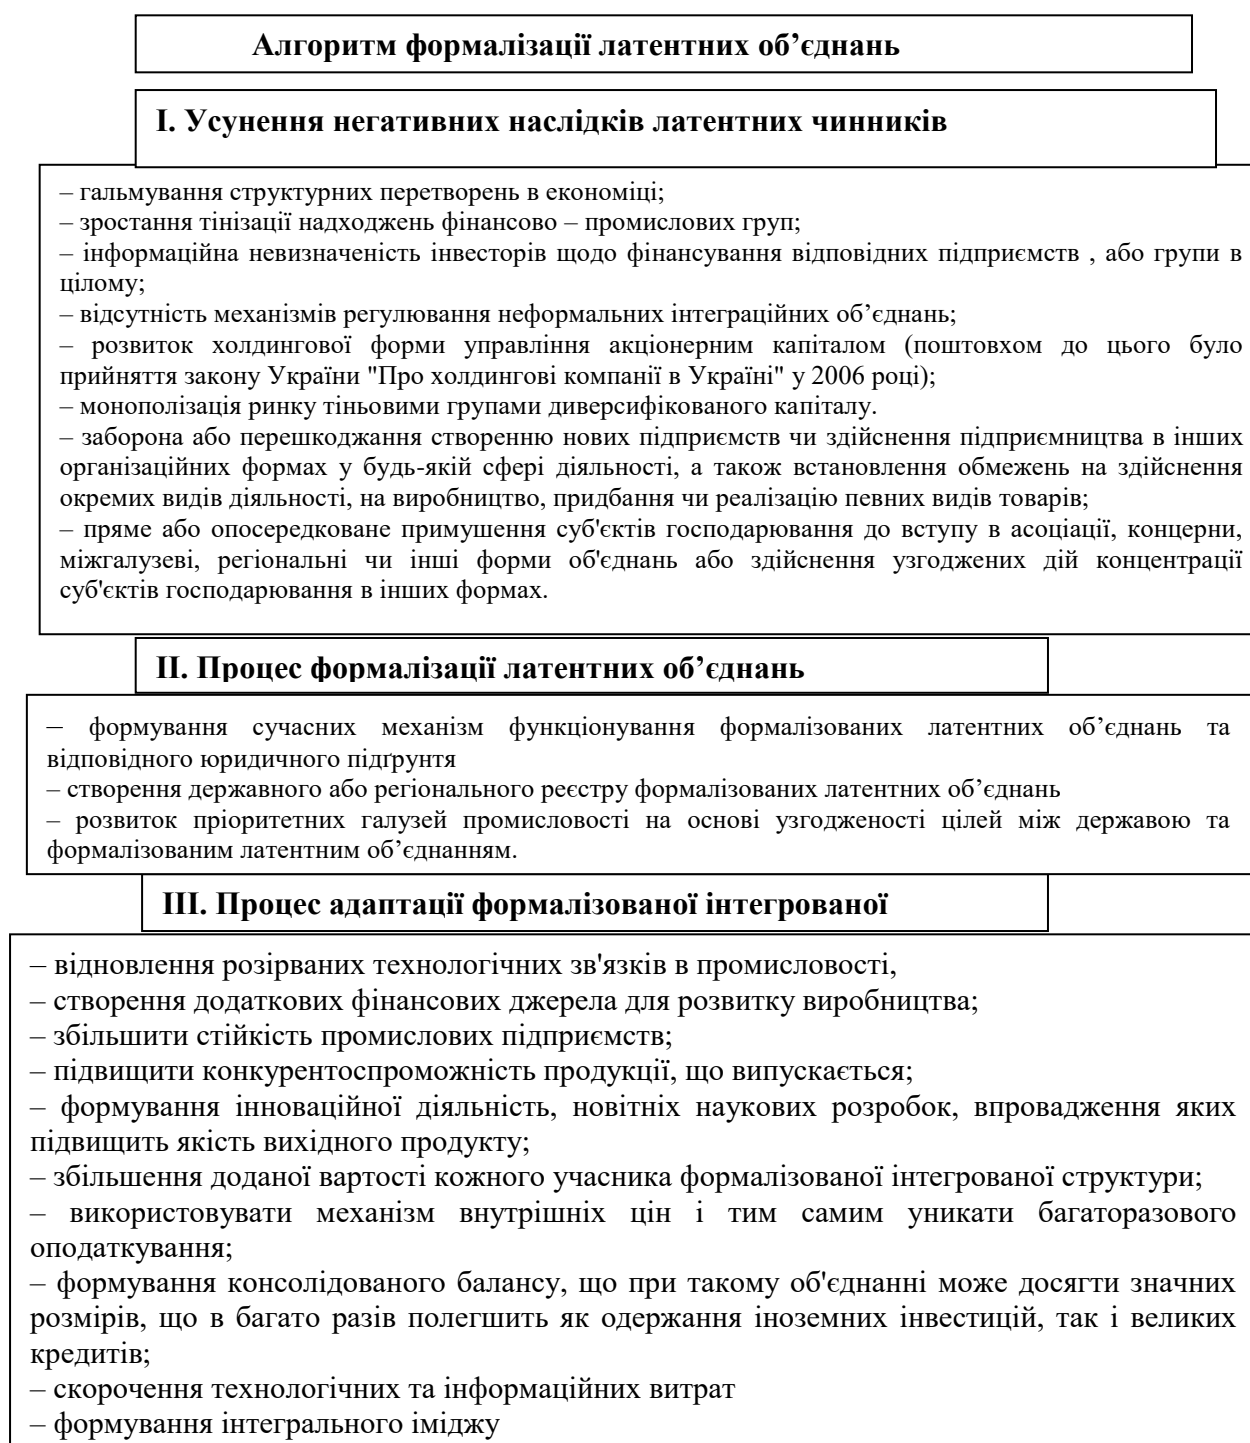 Алгоритм формалізації латентних об’єднань
І. Усунення негативних наслідків латентних чинників
– гальмування структурних перетворень в економіці;
– зростання тінізації надходжень фінансово – промислових груп;
– інформаційна невизначеність інвесторів щодо фінансування відповідних підприємств , або групи в
цілому;
– відсутність механізмів регулювання неформальних інтеграційних об’єднань;
– розвиток холдингової форми управління акціонерним капіталом (поштовхом до цього було
прийняття закону України "Про холдингові компанії в Україні" у 2006 році);
– монополізація ринку тіньовими групами диверсифікованого капіталу.
– заборона або перешкоджання створенню нових підприємств чи здійснення підприємництва в інших
організаційних формах у будь-якій сфері діяльності, а також встановлення обмежень на здійснення
окремих видів діяльності, на виробництво, придбання чи реалізацію певних видів товарів;
– пряме або опосередковане примушення суб'єктів господарювання до вступу в асоціації, концерни,
міжгалузеві, регіональні чи інші форми об'єднань або здійснення узгоджених дій концентрації
суб'єктів господарювання в інших формах.
ІІ. Процес формалізації латентних об’єднань
– формування сучасних механізм функціонування формалізованих латентних об’єднань та
відповідного юридичного підґрунтя
– створення державного або регіонального реєстру формалізованих латентних об’єднань
– розвиток пріоритетних галузей промисловості на основі узгодженості цілей між державою та
формалізованим латентним об’єднанням.
ІІІ. Процес адаптації формалізованої інтегрованої
– відновлення розірваних технологічних зв'язків в промисловості,
– створення додаткових фінансових джерела для розвитку виробництва;
– збільшити стійкість промислових підприємств;
– підвищити конкурентоспроможність продукції, що випускається;
– формування інноваційної діяльність, новітніх наукових розробок, впровадження яких
підвищить якість вихідного продукту;
– збільшення доданої вартості кожного учасника формалізованої інтегрованої структури;
– використовувати механізм внутрішніх цін і тим самим уникати багаторазового
оподаткування;
– формування консолідованого балансу, що при такому об'єднанні може досягти значних
розмірів, що в багато разів полегшить як одержання іноземних інвестицій, так і великих
кредитів;
– скорочення технологічних та інформаційних витрат
– формування інтегрального іміджу